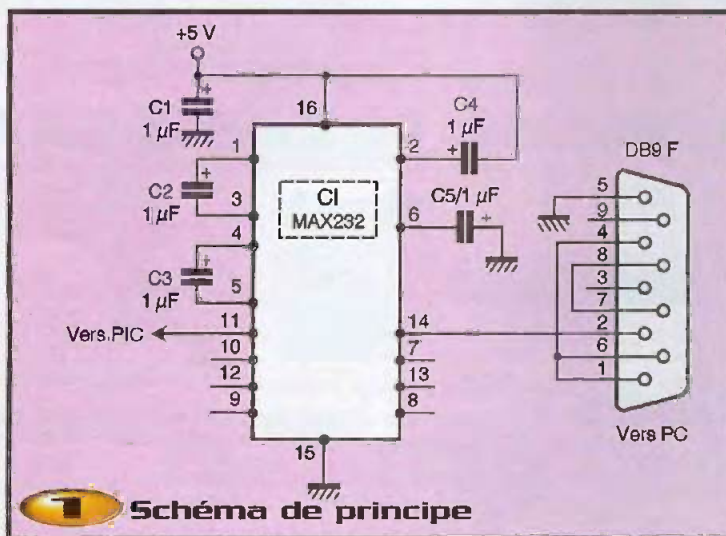 +5 V
C1
1 µF
16
C4
1 µF
DB9 F
1
2
C2
1 µF
3
CI
MAX232
C5/1 µF
6
4
C3
1 µF
5
Vers PIC
11
14
10
7
12
13
9
8
15
5
9
4
8
3
7
2
6
1
Vers PC
1 Schéma de principe